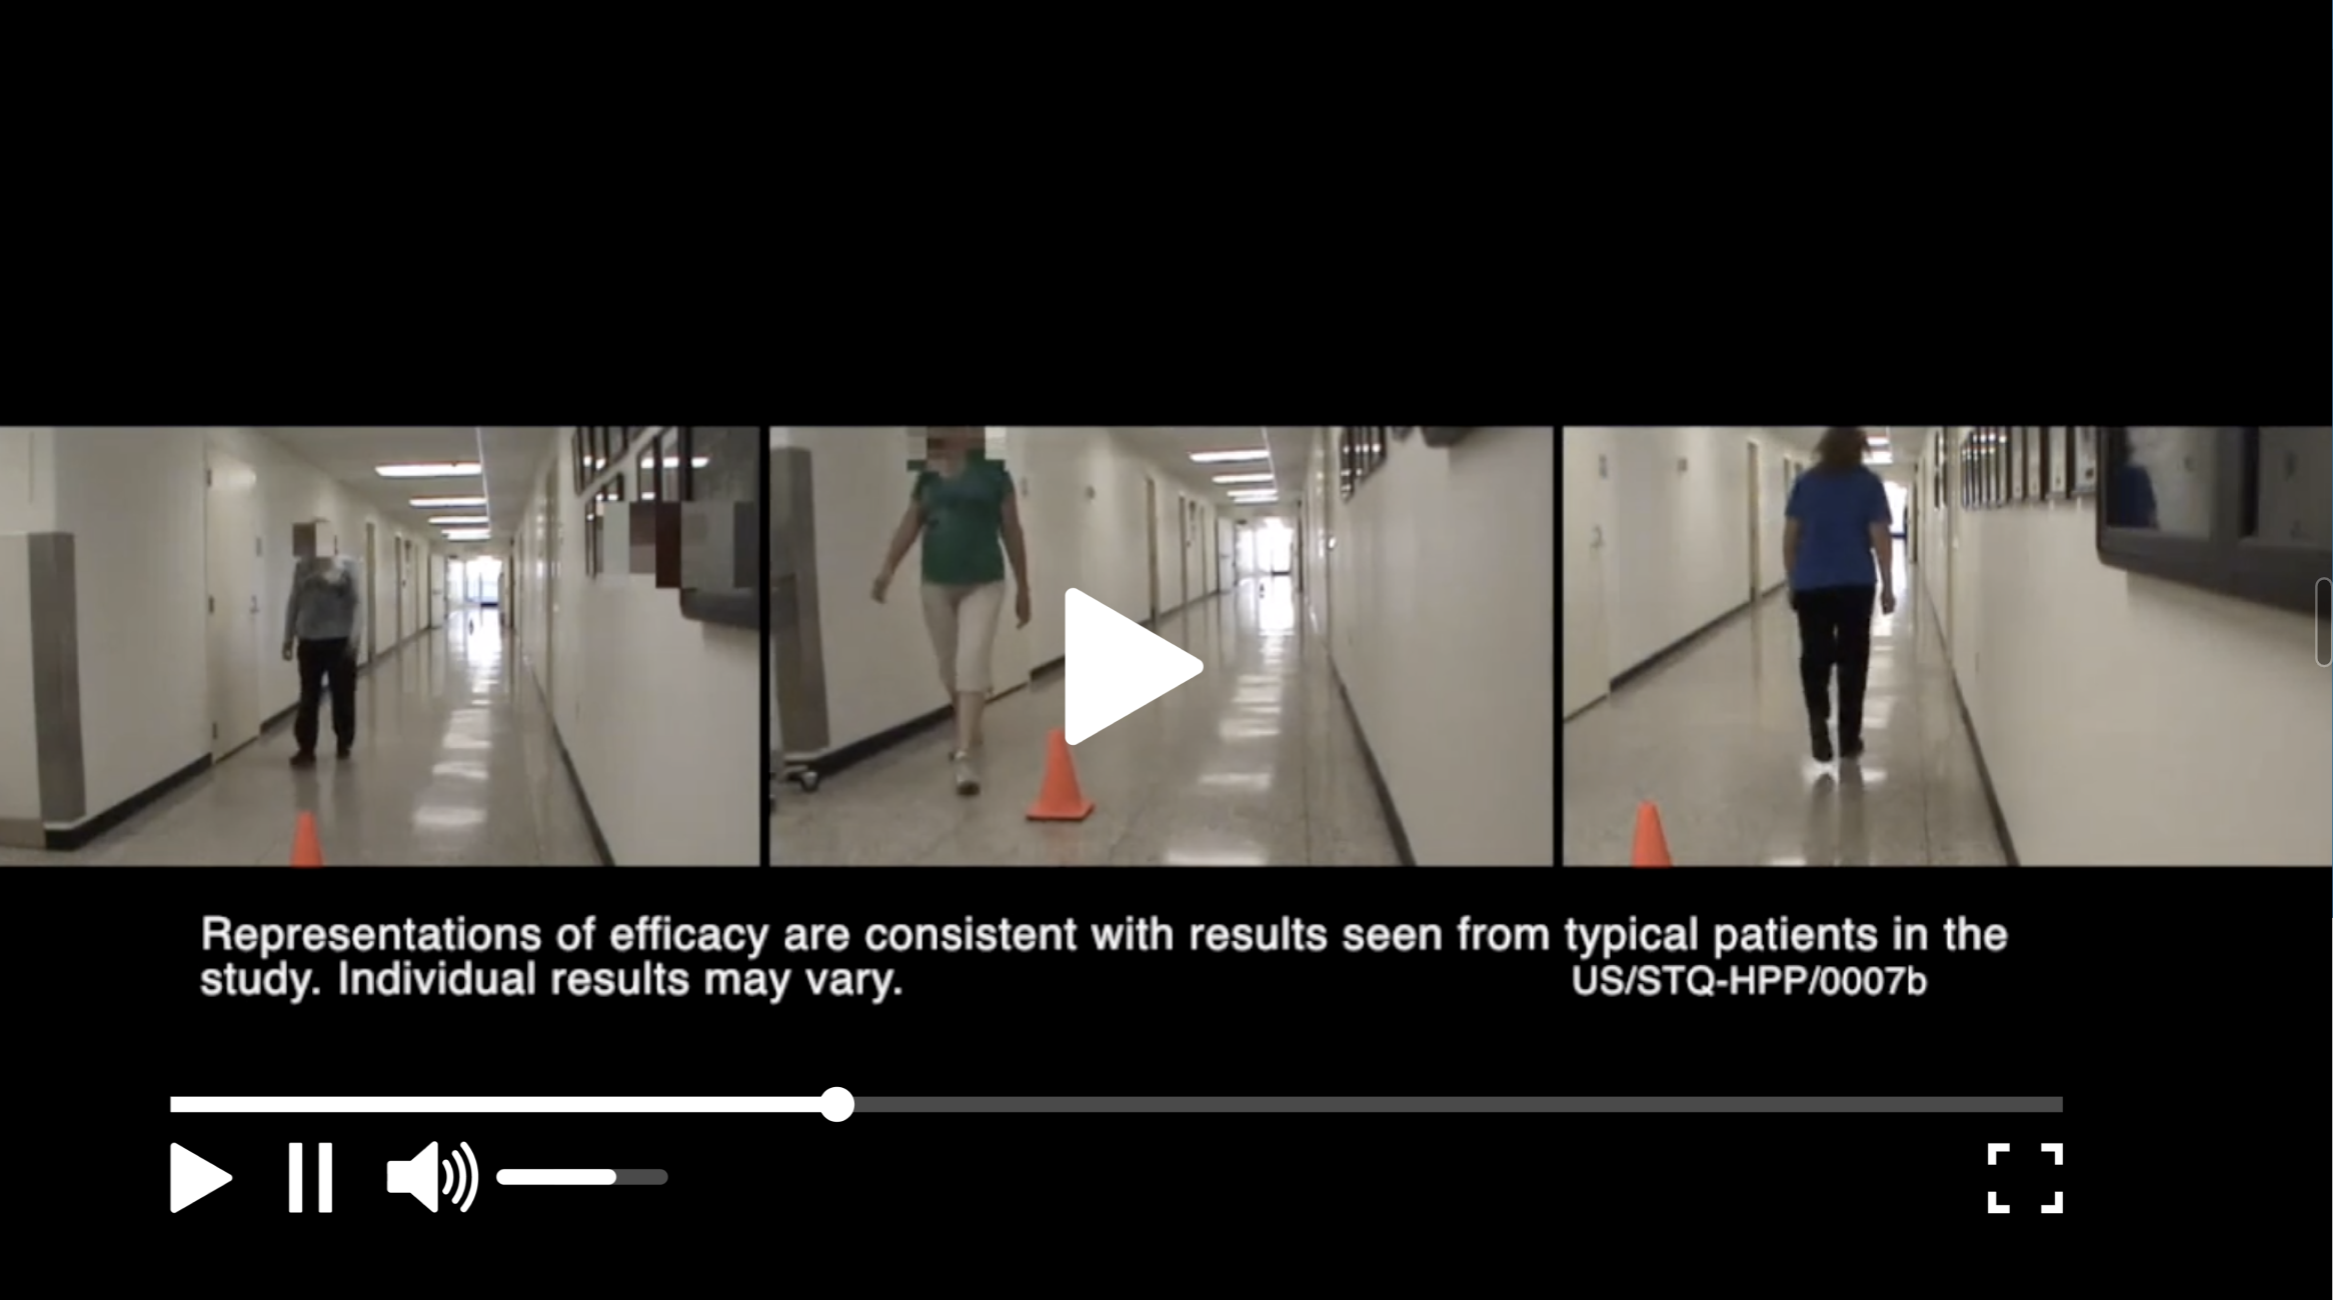 Representations of efficacy are consistent with results seen from typical patients in the
study. Individual results may vary.
US/STQ-HPP/0007b